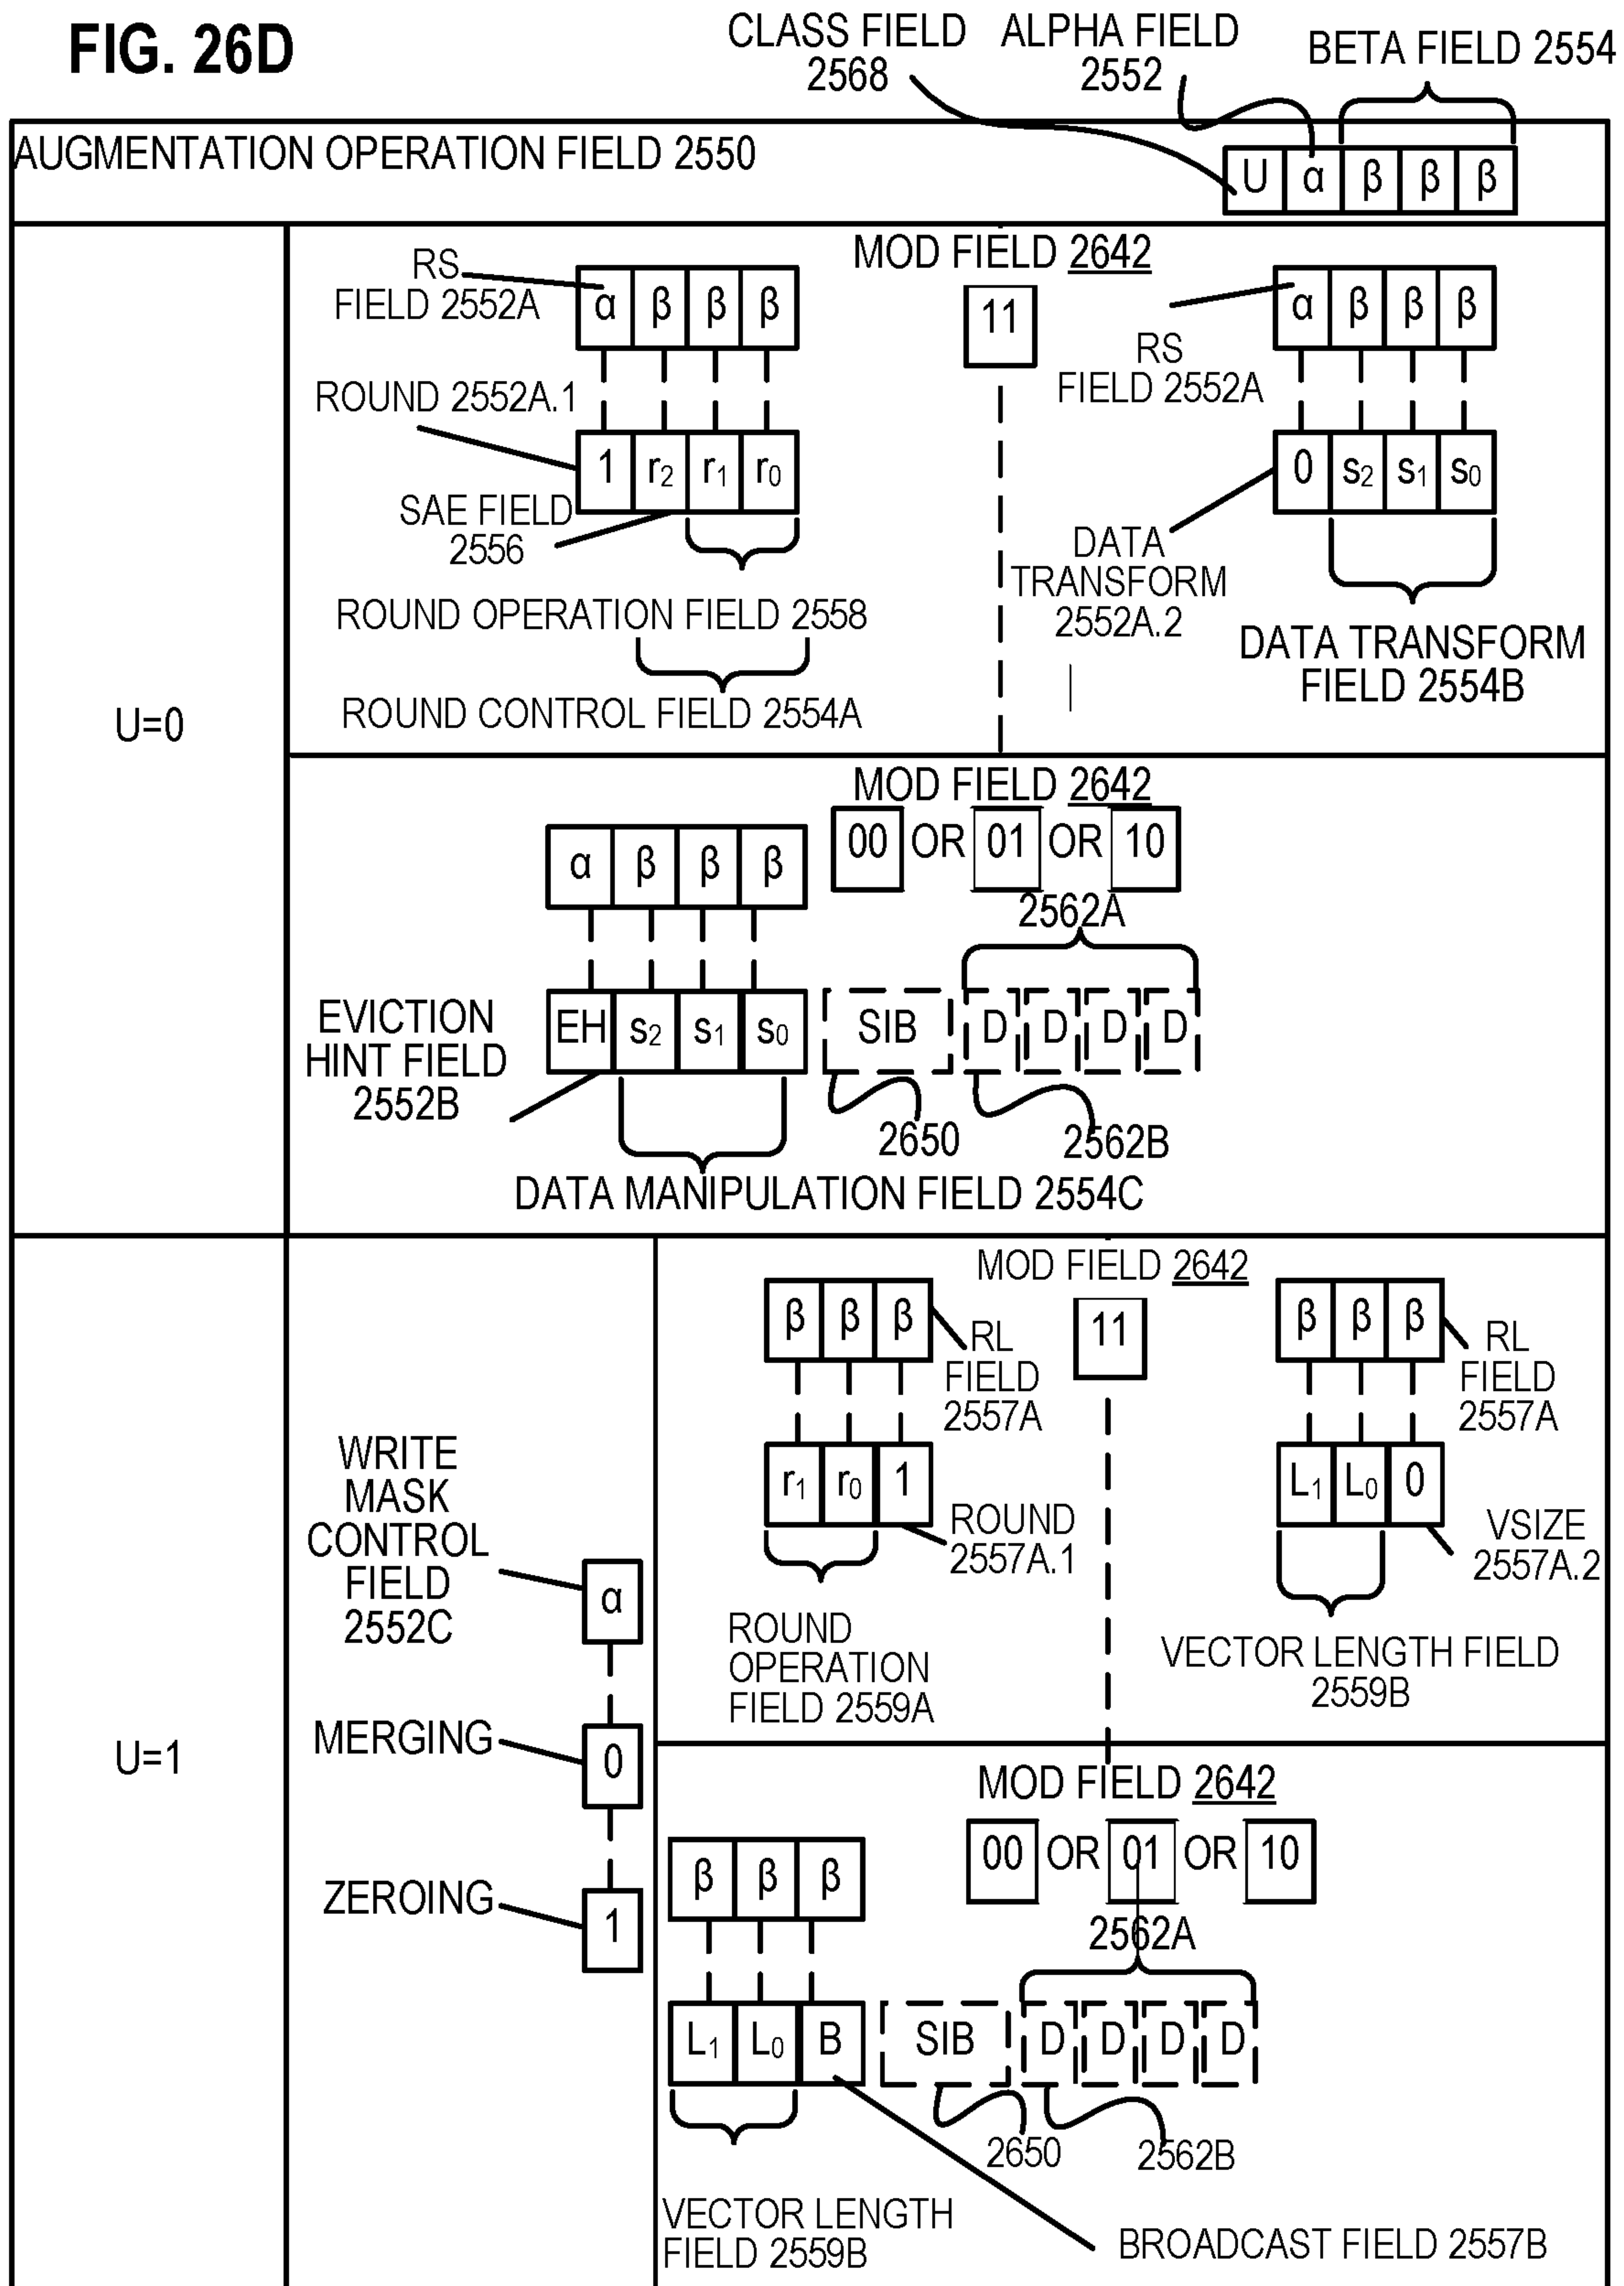 FIG. 26D
CLASS FIELD 2568
ALPHA FIELD 2552
BETA FIELD 2554
AUGMENTATION OPERATION FIELD 2550
U α β β β
U=0
MOD FIELD 2642
11
RS FIELD 2552A
α β β β
ROUND 2552A.1
1 r2 r1 r0
SAE FIELD 2556
ROUND OPERATION FIELD 2558
ROUND CONTROL FIELD 2554A
α β β β
RS FIELD 2552A
0 s2 s1 s0
DATA TRANSFORM 2552A.2
DATA TRANSFORM FIELD 2554B
MOD FIELD 2642
00 OR 01 OR 10
α β β β
2562A
EVICTION HINT FIELD 2552B
EH s2 s1 s0 SIB D D D D
2650
2562B
DATA MANIPULATION FIELD 2554C
U=1
WRITE MASK CONTROL FIELD 2552C
α
MERGING
0
ZEROING
1
MOD FIELD 2642
11
β β β
RL FIELD 2557A
r1 r0 1
ROUND 2557A.1
ROUND OPERATION FIELD 2559A
β β β
RL FIELD 2557A
L1 L0 0
VSIZE 2557A.2
VECTOR LENGTH FIELD 2559B
MOD FIELD 2642
00 OR 01 OR 10
β β β
2562A
L1 L0 B SIB D D D D
2650
2562B
VECTOR LENGTH FIELD 2559B
BROADCAST FIELD 2557B